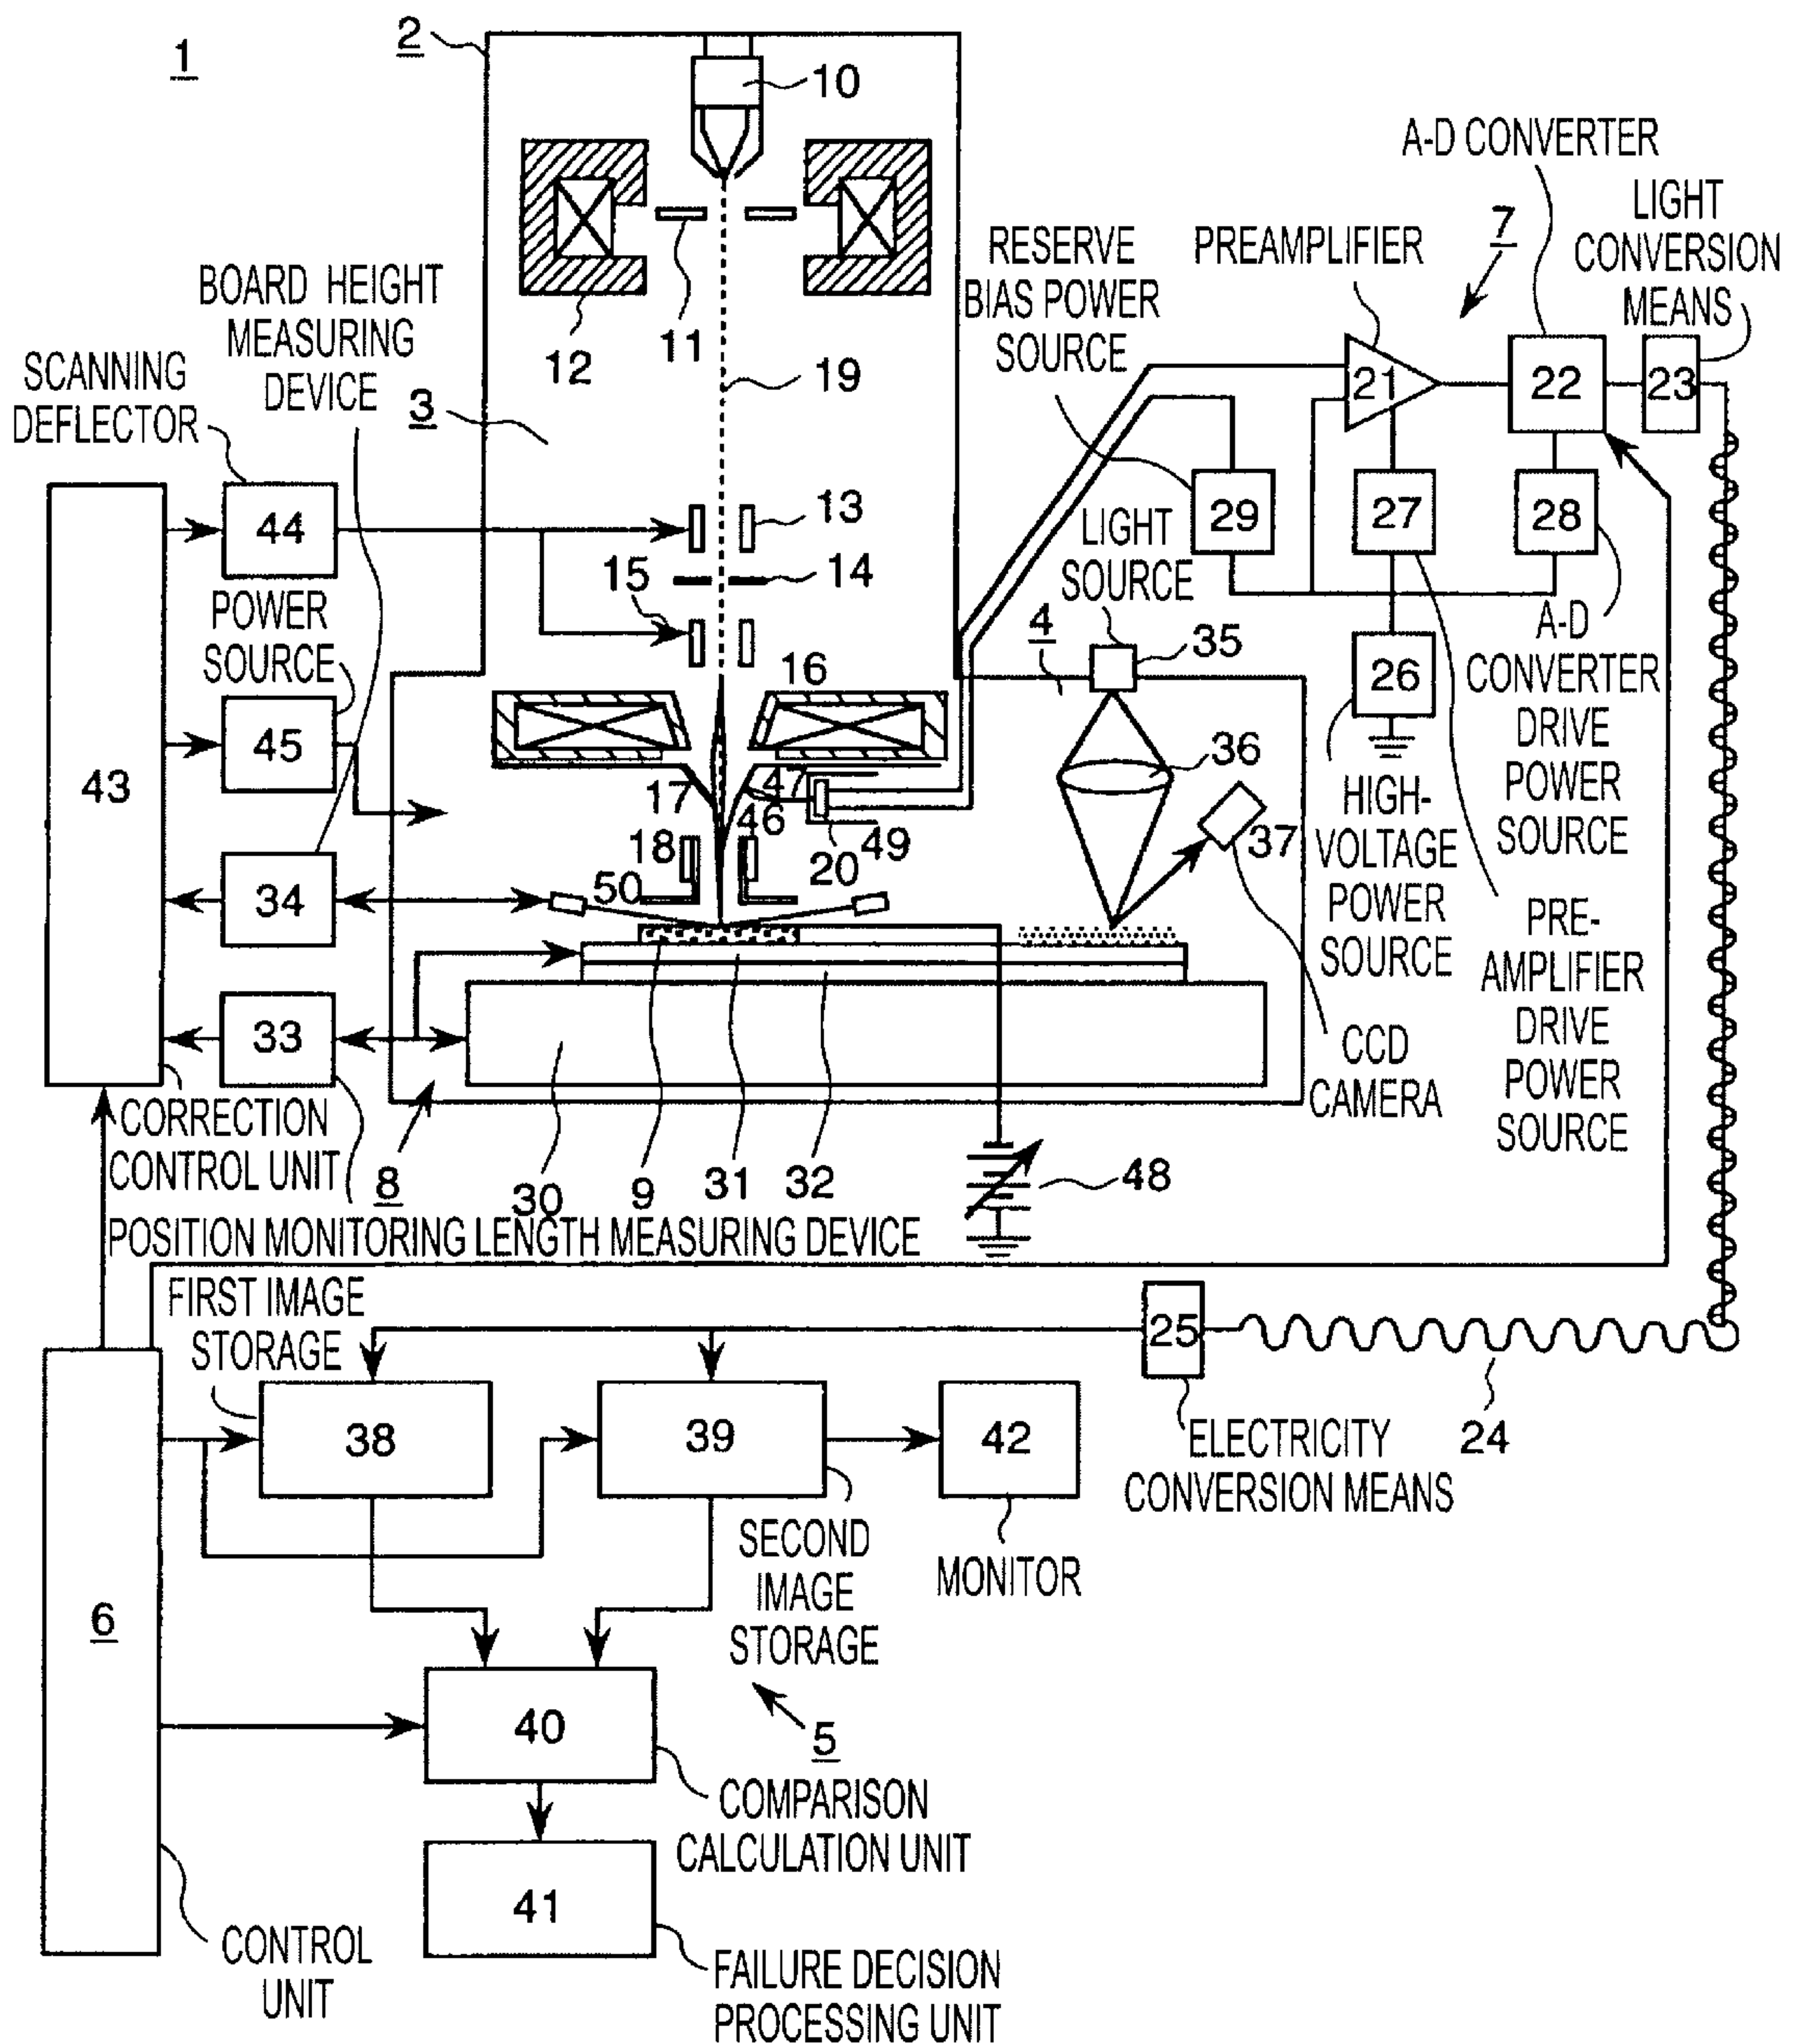 1
2
10
A-D CONVERTER
LIGHT
CONVERSION
MEANS
7
PREAMPLIFIER
RESERVE
BIAS POWER
SOURCE
BOARD HEIGHT
MEASURING
DEVICE
12
11
19
SCANNING
DEFLECTOR
3
21
22
23
44
13
29
27
28
LIGHT
SOURCE
15
14
POWER
SOURCE
4
35
26
A-D
CONVERTER
DRIVE
POWER
SOURCE
16
43
45
17
47
46
36
37
HIGH-
VOLTAGE
POWER
SOURCE
18
20
49
34
50
PRE-
AMPLIFIER
DRIVE
POWER
SOURCE
33
CCD
CAMERA
CORRECTION
CONTROL UNIT
8
30
9
31
32
48
POSITION MONITORING LENGTH MEASURING DEVICE
FIRST IMAGE
STORAGE
25
24
38
39
42
ELECTRICITY
CONVERSION MEANS
SECOND
IMAGE
STORAGE
MONITOR
6
40
5
COMPARISON
CALCULATION UNIT
41
CONTROL
UNIT
FAILURE DECISION
PROCESSING UNIT